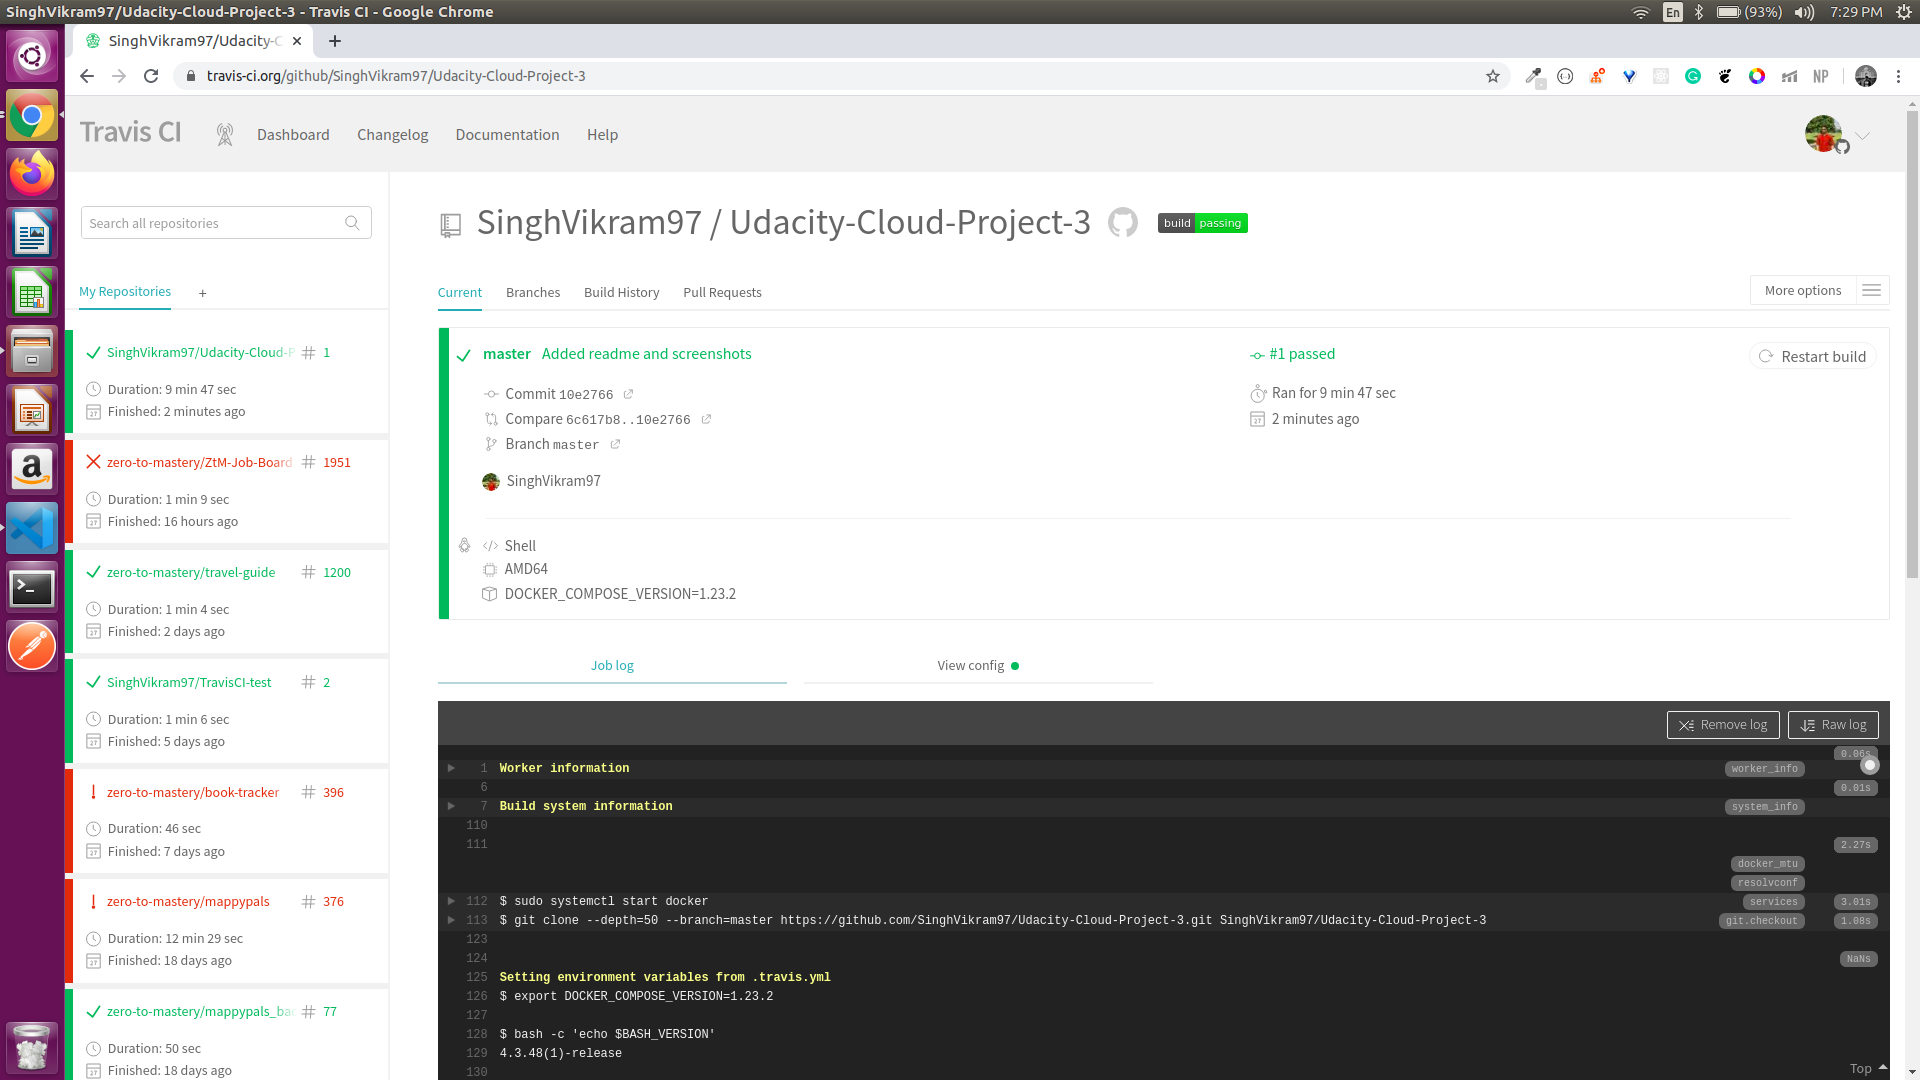 SinghVikram97/Udacity-Cloud-Project-3 - Travis CI - Google Chrome
En (93%) 7:29 PM
SinghVikram97/Udacity-C
travis-ci.org/github/SinghVikram97/Udacity-Cloud-Project-3
NP
Travis CI
Dashboard Changelog Documentation Help
Search all repositories
SinghVikram97 / Udacity-Cloud-Project-3
build passing
My Repositories +
Current Branches Build History Pull Requests
More options
SinghVikram97/Udacity-Cloud-P # 1
Duration: 9 min 47 sec
Finished: 2 minutes ago
zero-to-mastery/ZtM-Job-Board # 1951
Duration: 1 min 9 sec
Finished: 16 hours ago
zero-to-mastery/travel-guide # 1200
Duration: 1 min 4 sec
Finished: 2 days ago
SinghVikram97/TravisCI-test # 2
Duration: 1 min 6 sec
Finished: 5 days ago
! zero-to-mastery/book-tracker # 396
Duration: 46 sec
Finished: 7 days ago
! zero-to-mastery/mappypals # 376
Duration: 12 min 29 sec
Finished: 18 days ago
zero-to-mastery/mappypals_bac # 77
Duration: 50 sec
Finished: 18 days ago
master Added readme and screenshots
Commit 10e2766
Compare 6c617b8..10e2766
Branch master
SinghVikram97
#1 passed
Ran for 9 min 47 sec
2 minutes ago
Restart build
</> Shell
AMD64
DOCKER_COMPOSE_VERSION=1.23.2
Job log View config
Remove log Raw log
0.06s
1 Worker information worker_info
6 0.01s
7 Build system information system_info
110
111 2.27s
docker_mtu
resolvconf
112 $ sudo systemctl start docker services 3.01s
113 $ git clone --depth=50 --branch=master https://github.com/SinghVikram97/Udacity-Cloud-Project-3.git SinghVikram97/Udacity-Cloud-Project-3 git.checkout 1.08s
123
124 NaNs
125 Setting environment variables from .travis.yml
126 $ export DOCKER_COMPOSE_VERSION=1.23.2
127
128 $ bash -c 'echo $BASH_VERSION'
129 4.3.48(1)-release
130
Top